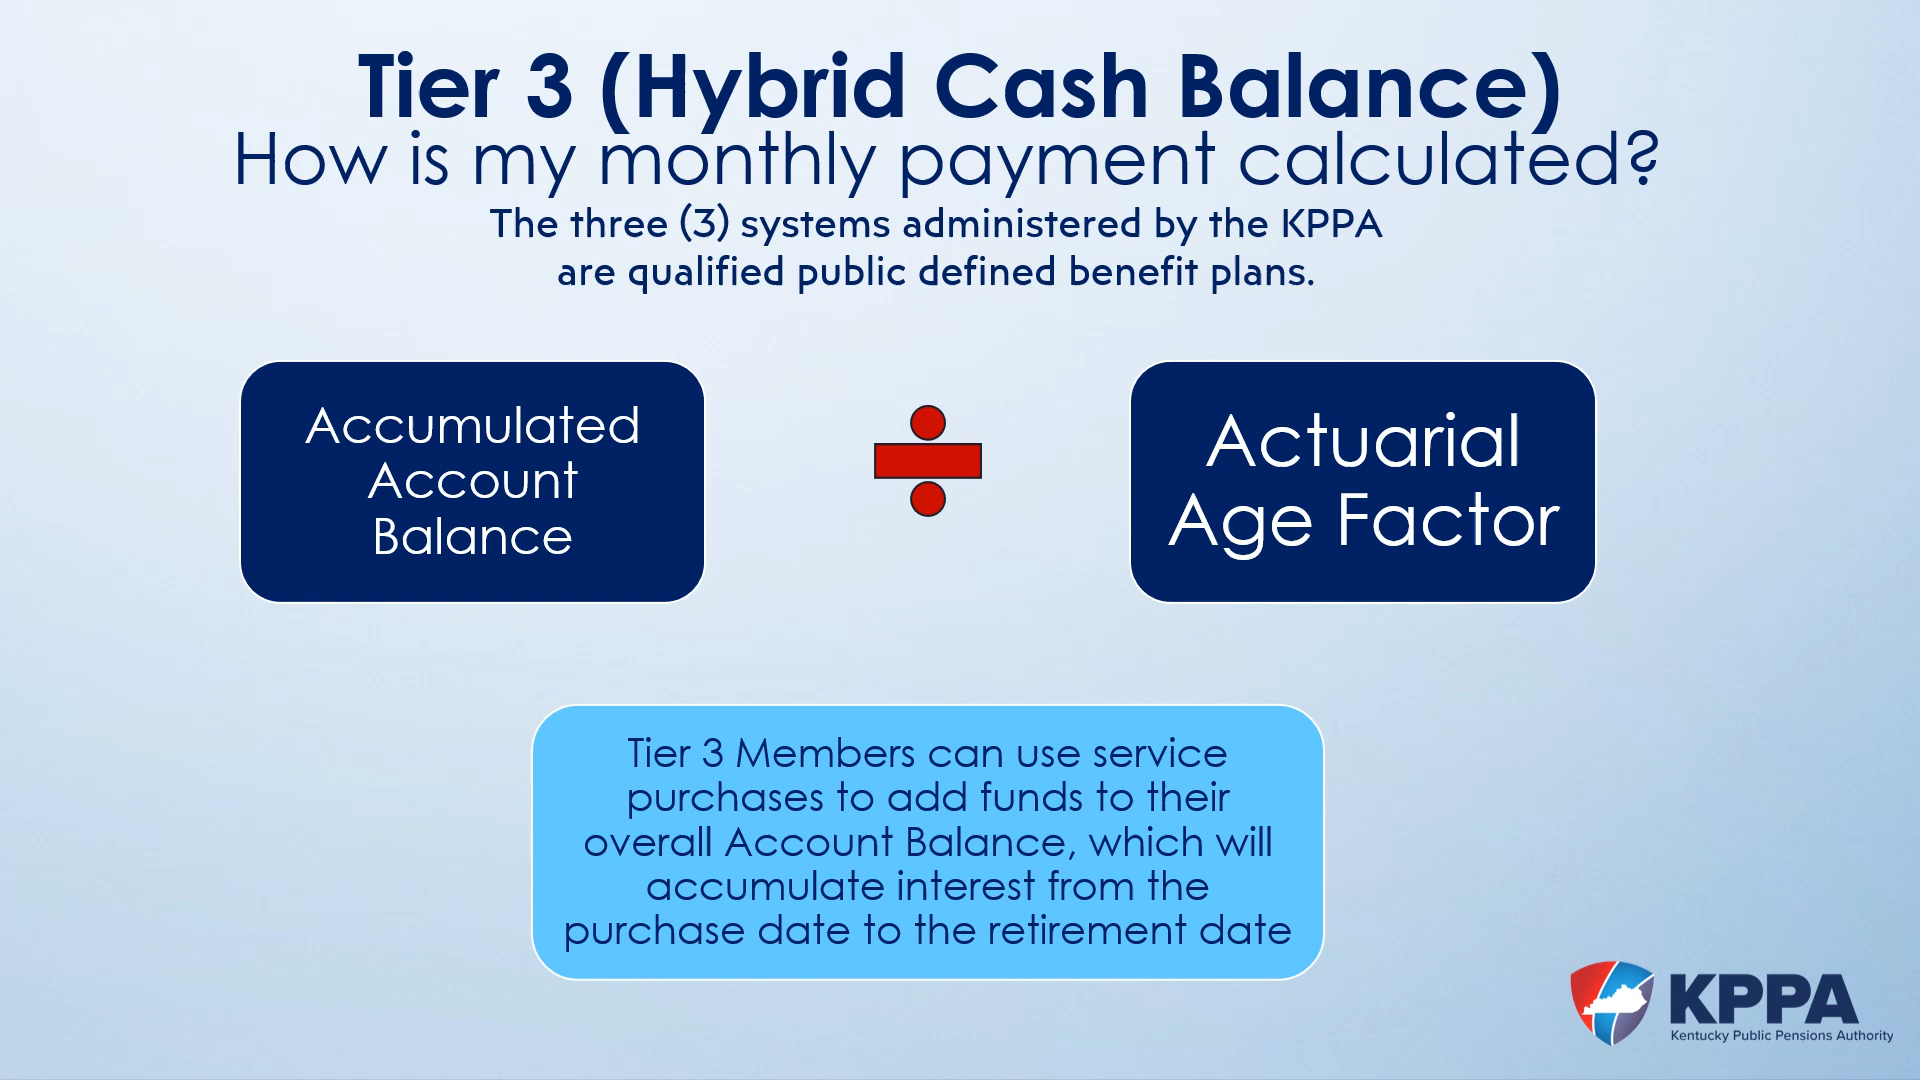 Tier 3 (Hybrid Cash Balance)
How is my monthly payment calculated?
The three (3) systems administered by the KPPA
are qualified public defined benefit plans.
Accumulated
Account
Balance
Actuarial
Age Factor
Tier 3 Members can use service
purchases to add funds to their
overall Account Balance, which will
accumulate interest from the
purchase date to the retirement date
KPPA
Kentucky Public Pensions Authority